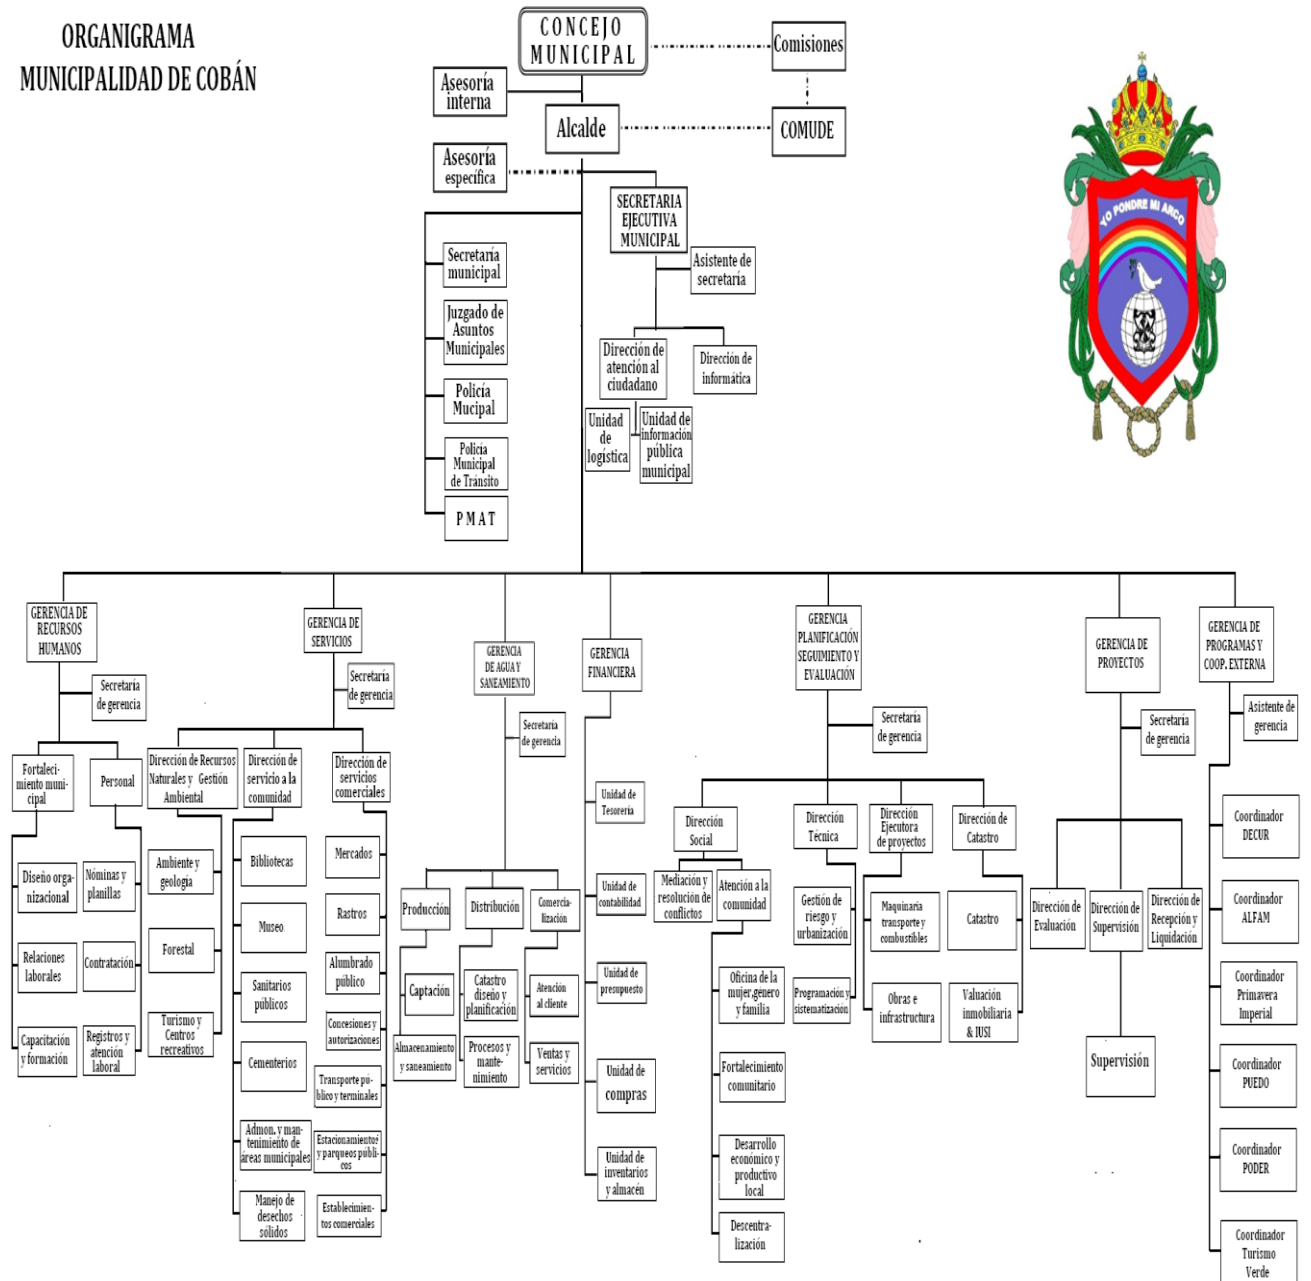 ORGANIGRAMA
MUNICIPALIDAD DE COBÁN
CONCEJO
MUNICIPAL
Comisiones
Asesoría
interna
Alcalde
COMUDE
Asesoría
específica
SECRETARIA
EJECUTIVA
MUNICIPAL
Secretaría
municipal
Asistente de
secretaría
Juzgado de
Asuntos
Municipales
Dirección de
atención al
ciudadano
Dirección de
informática
Policía
Mucipal
Unidad
de
logística
Unidad de
información
pública
municipal
Policía
Municipal
de Tránsito
P M A T
YO PONDRE MI ARCO
GERENCIA DE
RECURSOS
HUMANOS
Secretaría
de gerencia
Fortaleci-
miento muni-
cipal
Personal
Diseño orga-
nizacional
Nóminas y
planillas
Relaciones
laborales
Contratación
Capacitación
y formación
Registros y
atención
laboral
GERENCIA DE
SERVICIOS
Secretaría
de gerencia
Dirección de Recursos
Naturales y Gestión
Ambiental
Dirección de
servicio a la
comunidad
Dirección de
servicios
comerciales
Ambiente y
geología
Forestal
Turismo y
Centros
recreativos
Bibliotecas
Museo
Sanitarios
públicos
Cementerios
Admon. y man-
tenimiento de
áreas municipales
Manejo de
desechos
sólidos
Mercados
Rastros
Alumbrado
público
Concesiones y
autorizaciones
Transporte pú-
blico y terminales
Estacionamientos
y parqueos públi-
cos
Establecimien-
tos comerciales
GERENCIA
DE AGUA Y
SANEAMIENTO
Secretaría
de gerencia
Producción
Distribución
Comercia-
lización
Captación
Almacenamiento
y saneamiento
Catastro
diseño y
planificación
Procesos y
mante-
nimiento
Atención
al cliente
Ventas y
servicios
GERENCIA
FINANCIERA
Unidad de
Tesorería
Unidad de
contabilidad
Unidad de
presupuesto
Unidad de
compras
Unidad de
inventarios
y almacén
GERENCIA
PLANIFICACIÓN
SEGUIMIENTO Y
EVALUACIÓN
Secretaría
de gerencia
Dirección
Social
Dirección
Técnica
Dirección
Ejecutora
de proyectos
Dirección de
Catastro
Mediación y
resolución de
conflictos
Atención a la
comunidad
Oficina de la
mujer,género
y familia
Fortalecimiento
comunitario
Desarrollo
económico y
productivo
local
Descentra-
lización
Gestión de
riesgo y
urbanización
Programación y
sistematización
Maquinaria
transporte y
combustibles
Obras e
infraestructura
Catastro
Valuación
inmobiliaria
& IUSI
GERENCIA DE
PROYECTOS
Secretaría
de gerencia
Dirección de
Evaluación
Dirección de
Supervisión
Dirección de
Recepción y
Liquidación
Supervisión
GERENCIA DE
PROGRAMAS Y
COOP. EXTERNA
Asistente de
gerencia
Coordinador
DECUR
Coordinador
ALFAM
Coordinador
Primavera
Imperial
Coordinador
PUEDO
Coordinador
PODER
Coordinador
Turismo
Verde